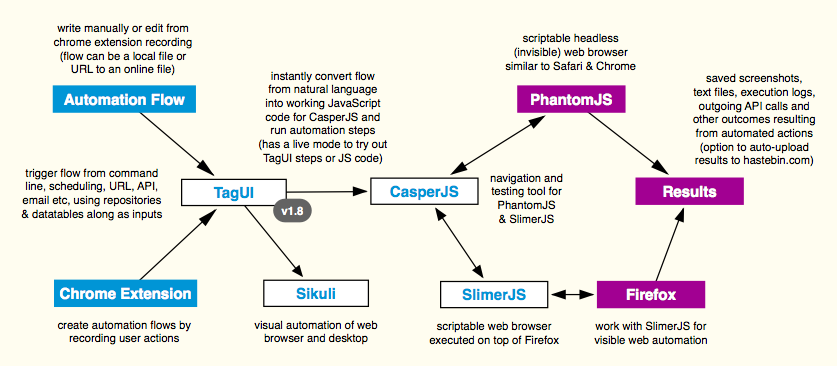 write manually or edit from
chrome extension recording
(flow can be a local file or
URL to an online file)
Automation Flow
instantly convert flow
from natural language
into working JavaScript
code for CasperJS and
run automation steps
(has a live mode to try out
TagUI steps or JS code)
scriptable headless
(invisible) web browser
similar to Safari & Chrome
PhantomJS
saved screenshots,
text files, execution logs,
outgoing API calls and
other outcomes resulting
from automated actions
(option to auto-upload
results to hastebin.com)
trigger flow from command
line, scheduling, URL, API,
email etc, using repositories
& datatables along as inputs
TagUI
v1.8
CasperJS
navigation and
testing tool for
PhantomJS
& SlimerJS
Results
Chrome Extension
create automation flows by
recording user actions
Sikuli
visual automation of web
browser and desktop
SlimerJS
scriptable web browser
executed on top of Firefox
Firefox
work with SlimerJS for
visible web automation